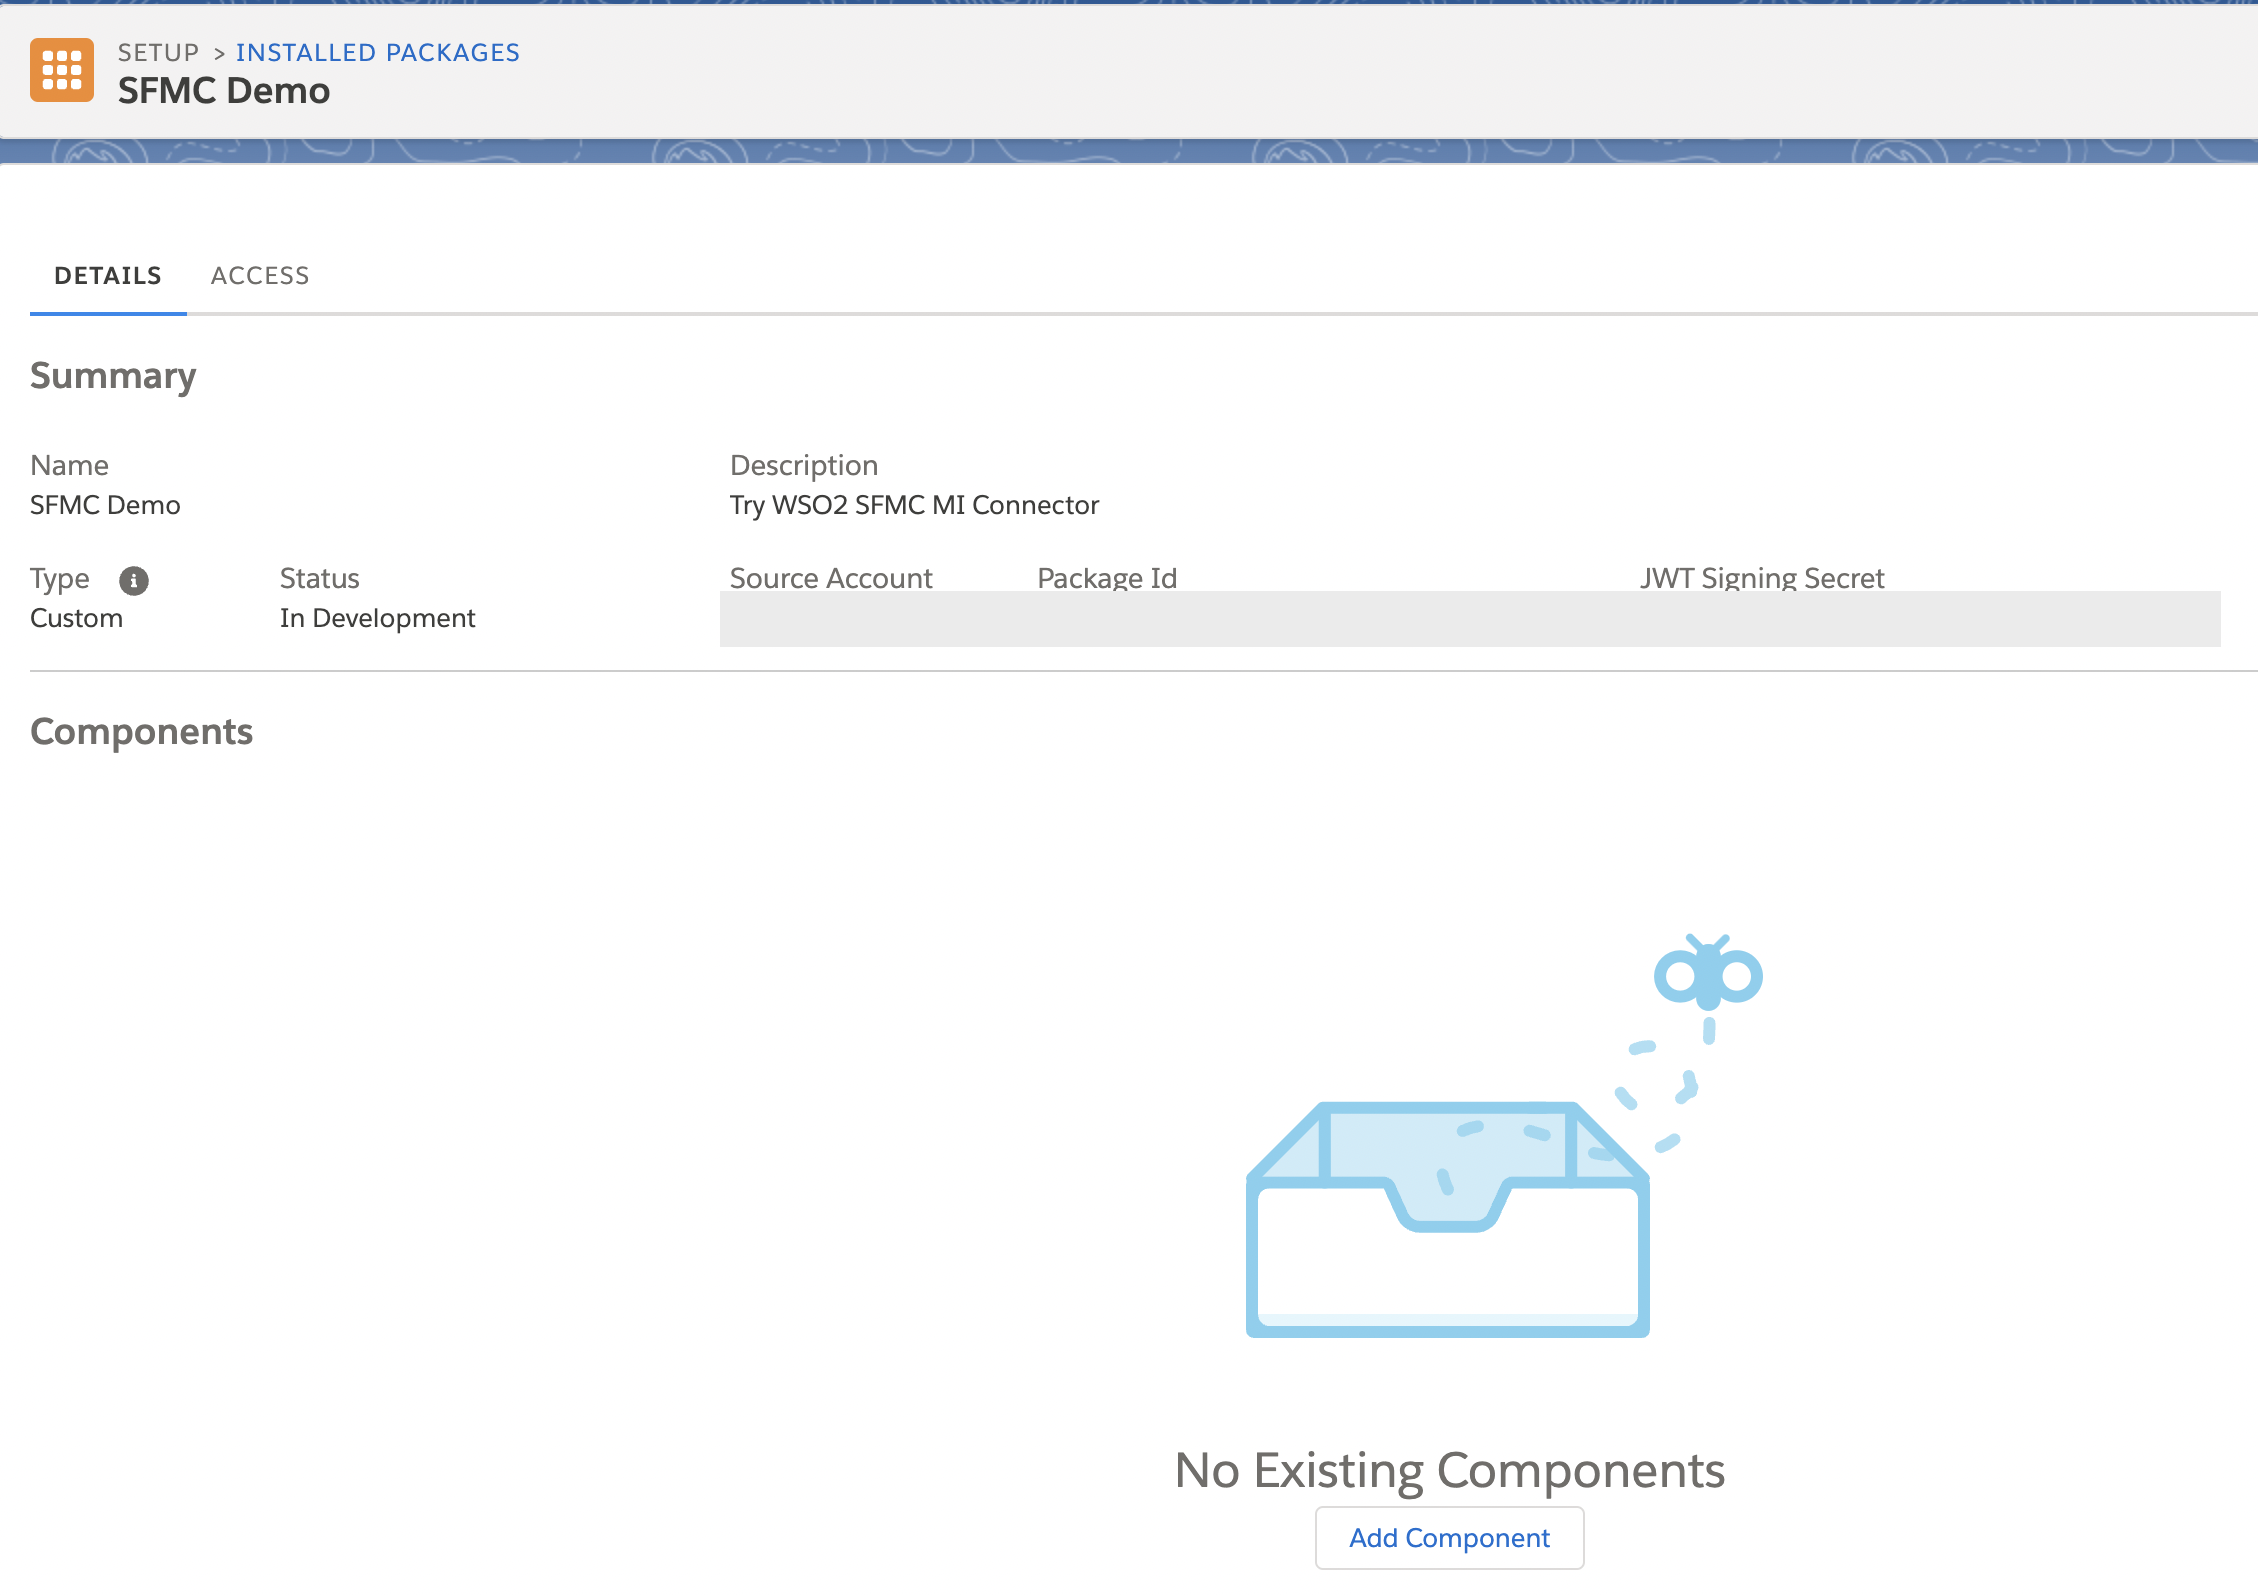 SETUP > INSTALLED PACKAGES
SFMC Demo
DETAILS ACCESS
Summary
Name Description
SFMC Demo Try WSO2 SFMC MI Connector
Type Status Source Account Package Id JWT Signing Secret
Custom In Development
Components
No Existing Components
Add Component